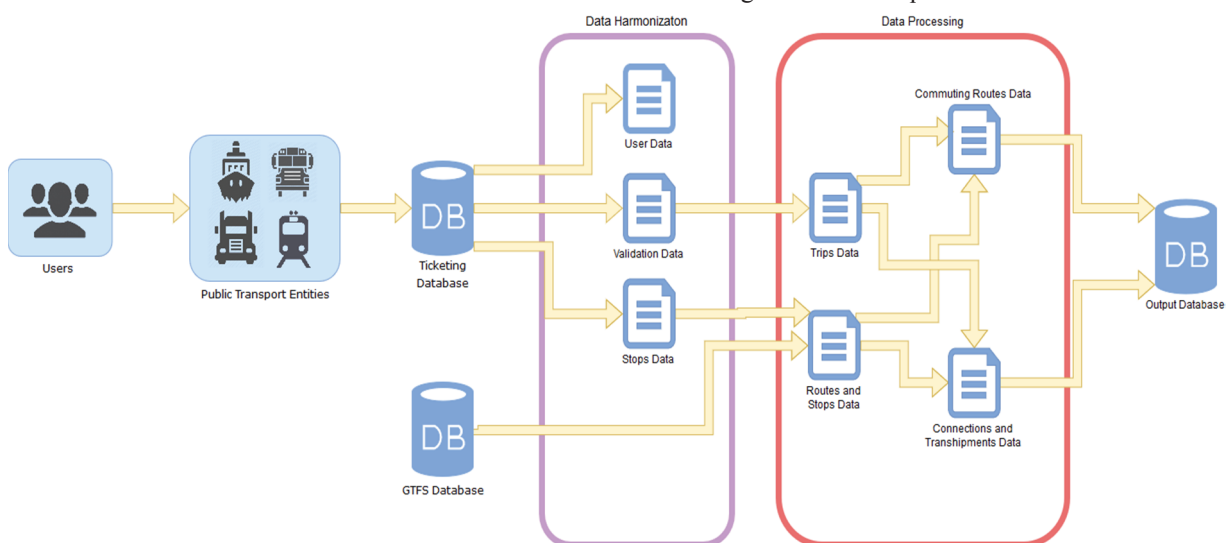 Data Harmonizaton
Data Processing
User Data
Commuting Routes Data
DB
DB
Users
Public Transport Entities
Ticketing
Database
Validation Data
Trips Data
Output Database
Stops Data
Routes and
Stops Data
DB
Connections and
Transhipments Data
GTFS Database